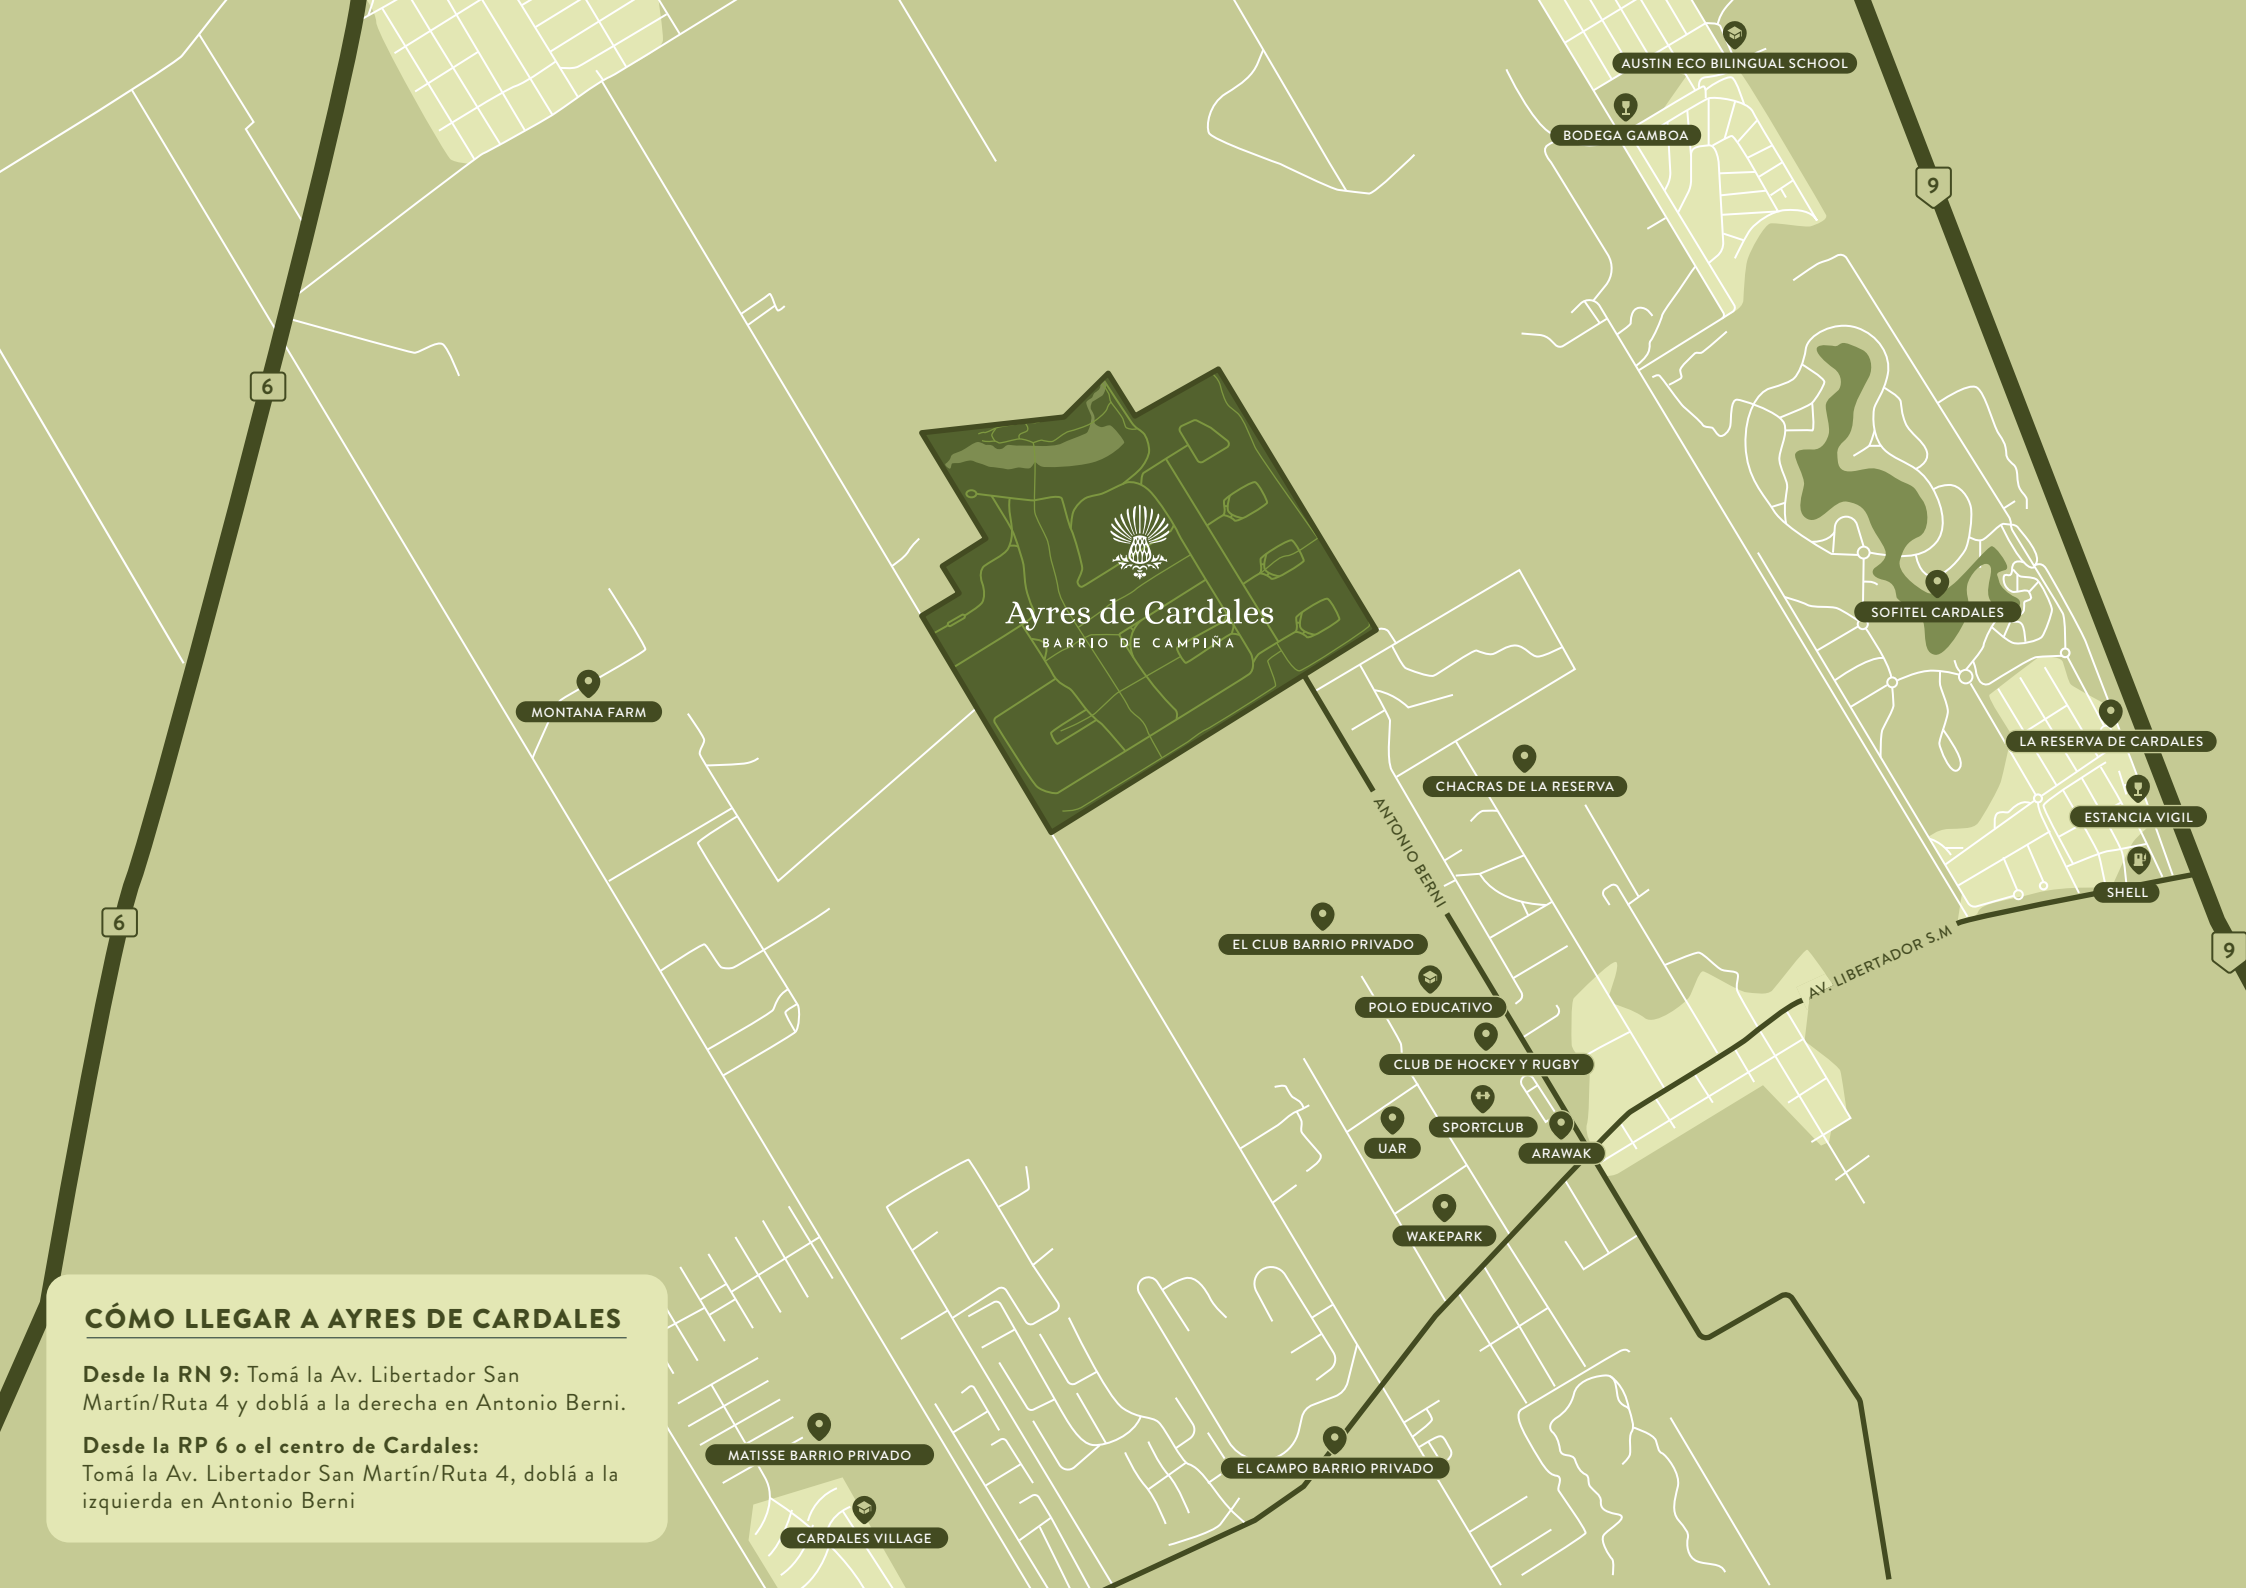 AUSTIN ECO BILINGUAL SCHOOL
BODEGA GAMBOA
9
6
Ayres de Cardales
BARRIO DE CAMPIÑA
SOFITEL CARDALES
MONTANA FARM
LA RESERVA DE CARDALES
CHACRAS DE LA RESERVA
ESTANCIA VIGIL
ANTONIO BERNI
SHELL
6
EL CLUB BARRIO PRIVADO
AV. LIBERTADOR S.M
9
POLO EDUCATIVO
CLUB DE HOCKEY Y RUGBY
SPORTCLUB
UAR
ARAWAK
WAKEPARK
CÓMO LLEGAR A AYRES DE CARDALES
Desde la RN 9: Tomá la Av. Libertador San
Martín/Ruta 4 y doblá a la derecha en Antonio Berni.
Desde la RP 6 o el centro de Cardales:
Tomá la Av. Libertador San Martín/Ruta 4, doblá a la
izquierda en Antonio Berni
MATISSE BARRIO PRIVADO
EL CAMPO BARRIO PRIVADO
CARDALES VILLAGE